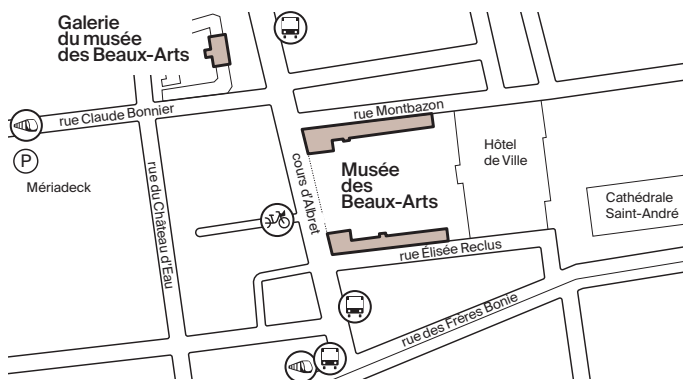 Galerie
du musée
des Beaux-Arts
rue Claude Bonnier
rue Montbazon
P
Mériadeck
rue du Château d'Eau
cours d'Albret
Musée
des
Beaux-Arts
Hôtel
de Ville
Cathédrale
Saint-André
rue Élisée Reclus
rue des Frères Bonie